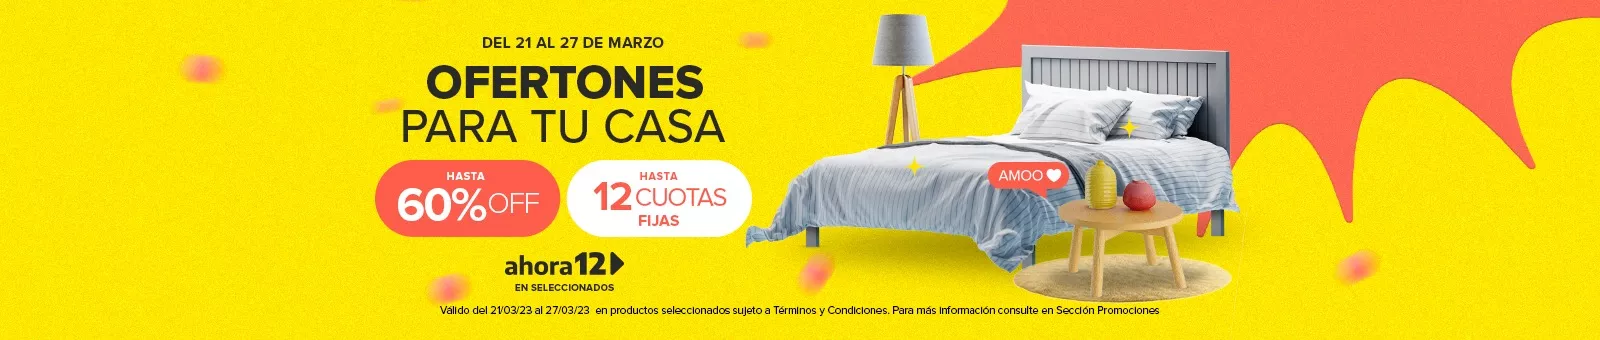 DEL 21 AL 27 DE MARZO
OFERTONES
PARA TU CASA
HASTA
60% OFF
HASTA
12 CUOTAS
FIJAS
ahora12
EN SELECCIONADOS
AMOO
Válido del 21/03/23 al 27/03/23 en productos seleccionados sujeto a Términos y Condiciones. Para más información consulte en Sección Promociones